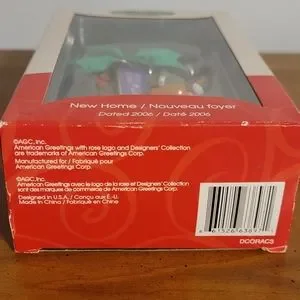 New Home / Nouveau foyer
Dated 2006 / Daté 2006
©AGC, Inc.
American Greetings with rose logo and Designers' Collection
are trademarks of American Greetings Corp.
Manufactured for / Fabriqué pour
American Greetings Corp.
©AGC, Inc.
American Greetings avec le logo de la rose et Designers' Collection
sont des marques de commerce de American Greetings Corp.
Designed in U.S.A. / Conçu aux É.-U.
Made in China / Fabriqué en Chine
DCORAC3